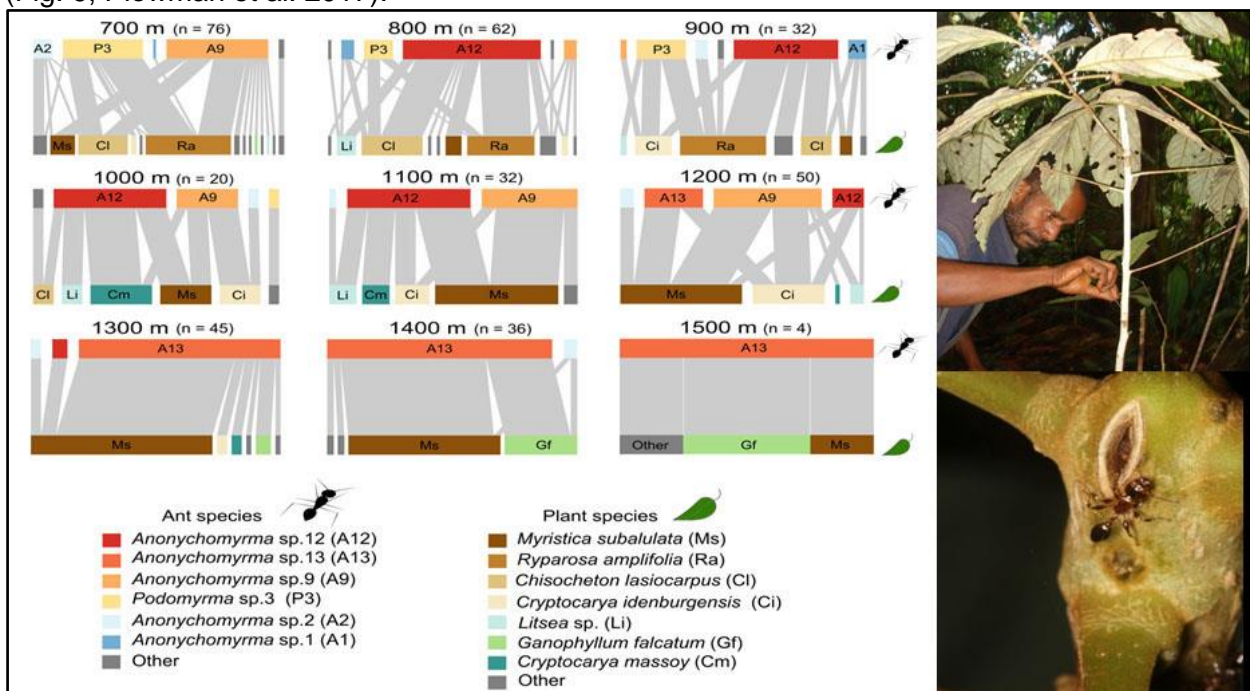 700 m (n = 76)
A2 P3 A9
Ms Cl Ra
800 m (n = 62)
P3 A12
Li Cl Ra
900 m (n = 32)
P3 A12 A1
Ci Ra Cl
1000 m (n = 20)
A12 A9
Cl Li Cm Ms Ci
1100 m (n = 32)
A12 A9
Li Cm Ci Ms
1200 m (n = 50)
A13 A9 A12
Ms Ci
1300 m (n = 45)
A13
Ms
1400 m (n = 36)
A13
Ms Gf
1500 m (n = 4)
A13
Other Gf Ms
Ant species
Anonychomyrma sp.12 (A12)
Anonychomyrma sp.13 (A13)
Anonychomyrma sp.9 (A9)
Podomyrma sp.3 (P3)
Anonychomyrma sp.2 (A2)
Anonychomyrma sp.1 (A1)
Other
Plant species
Myristica subalulata (Ms)
Ryparosa amplifolia (Ra)
Chisocheton lasiocarpus (Cl)
Cryptocarya idenburgensis (Ci)
Litsea sp. (Li)
Ganophyllum falcatum (Gf)
Cryptocarya massoy (Cm)
Other